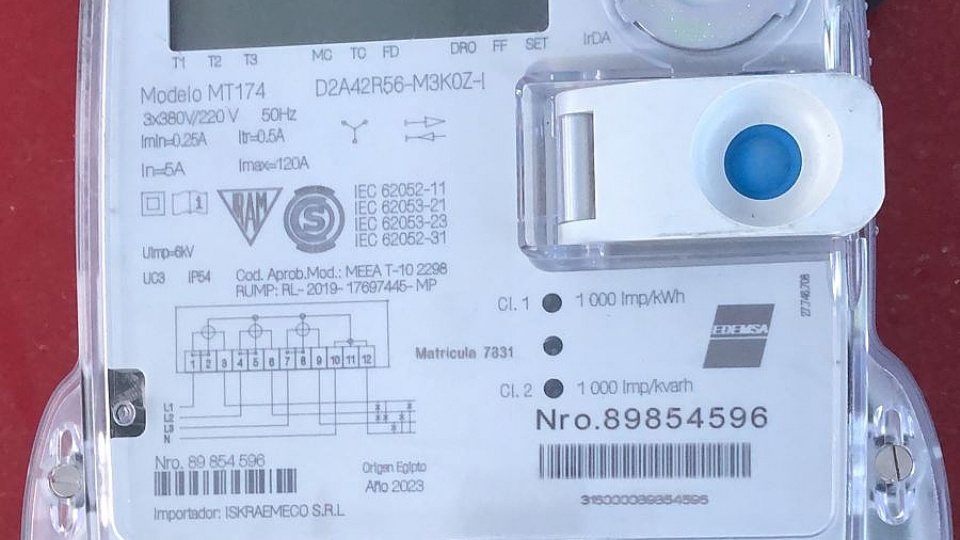 T1 T2 T3 MC TC FD DRO FF SET IrDA
Modelo MT174 D2A42R56-M3K0Z-I
3x380V/220 V 50Hz
Imin=0.25A Itr=0.5A
In=5A Imax=120A
IRAM S
IEC 62052-11
IEC 62053-21
IEC 62053-23
IEC 62052-31
Uimp=6kV
UC3 IP54
Cod. Aprob.Mod.: MEEA T-10 2298
RUMP: RL- 2019- 17697445- MP
Cl. 1 1 000 Imp/kWh
EDEMSA
27.746.708
Matricula 7831
Cl. 2 1 000 Imp/kvarh
1 2 3 4 5 6 7 8 9 10 11 12
L1
L2
L3
N
Nro.89854596
Nro. 89 854 596
Origen Egipto
Año 2023
Importador: ISKRAEMECO S.R.L